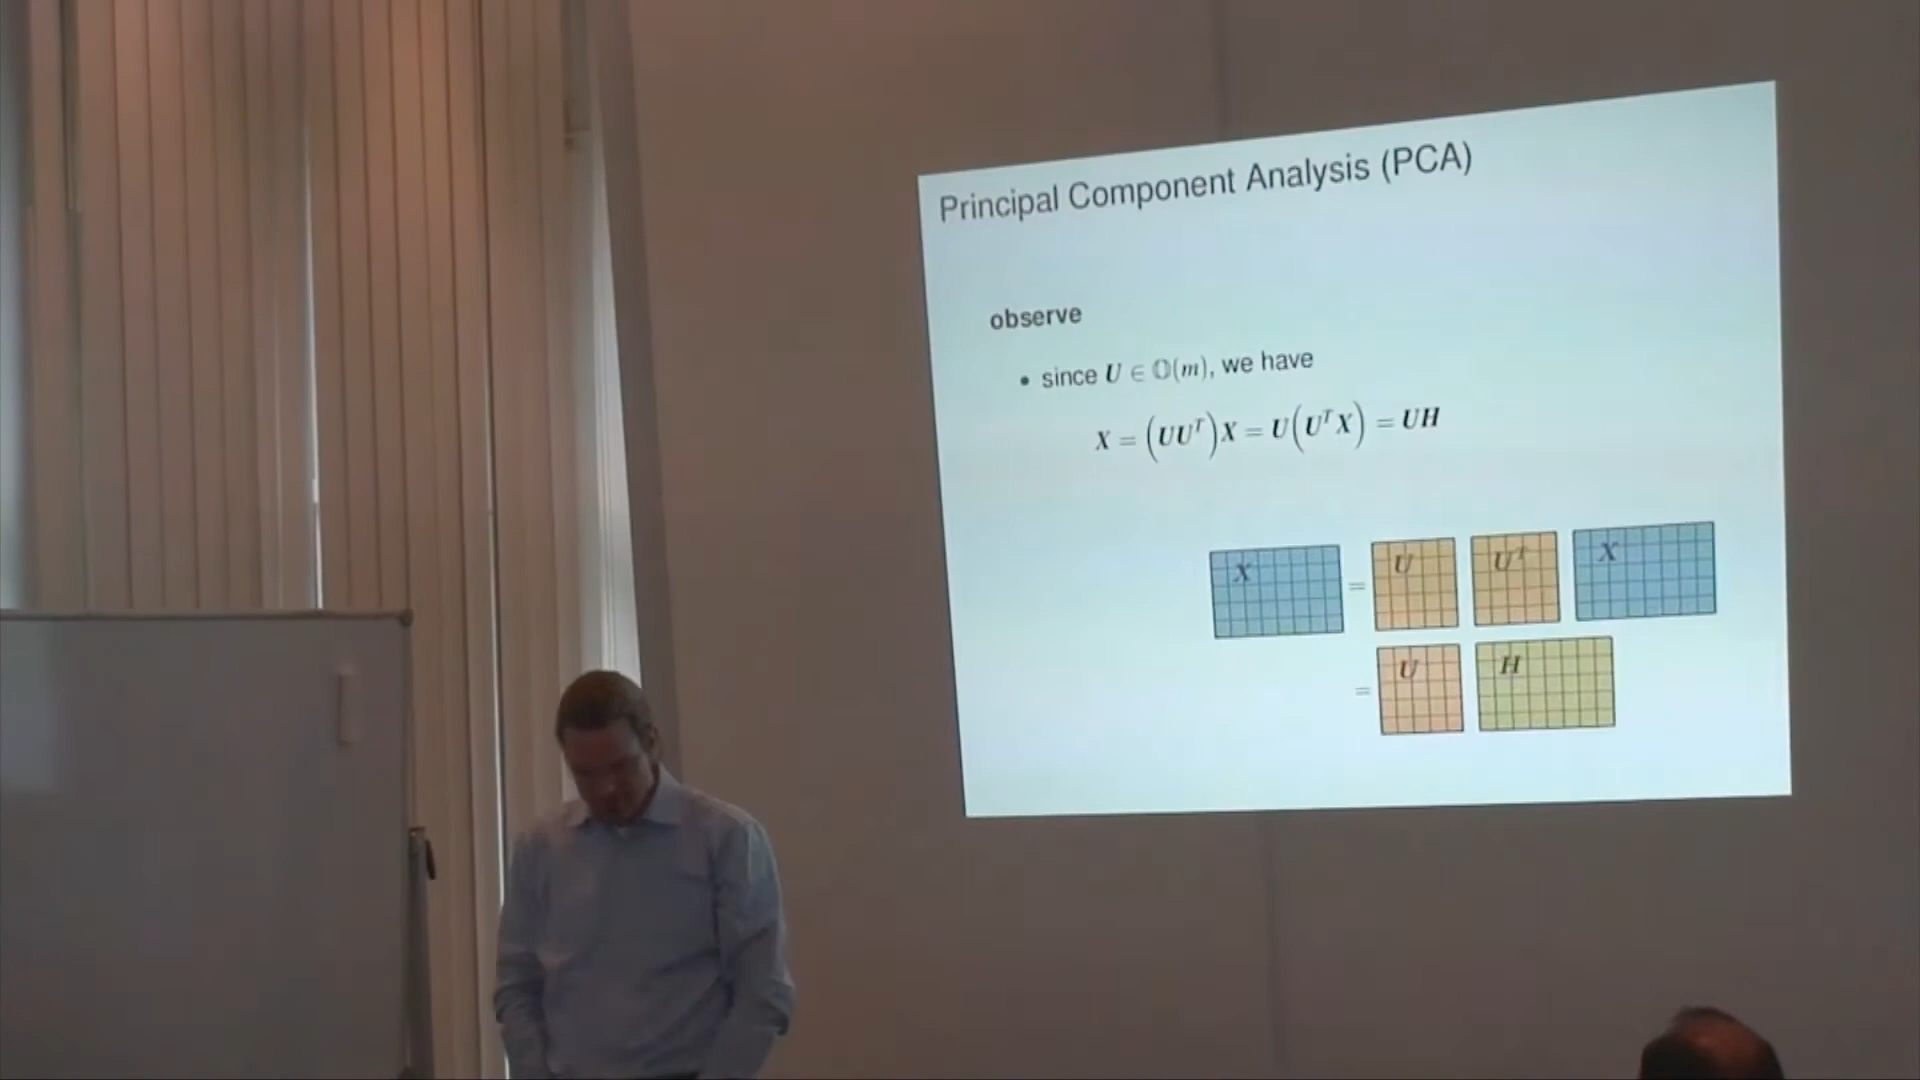 Principal Component Analysis (PCA)
observe
• since U ∈ 𝕆(m), we have
X = (UUᵀ)X = U(UᵀX) = UH
X = U Uᵀ X
= U H